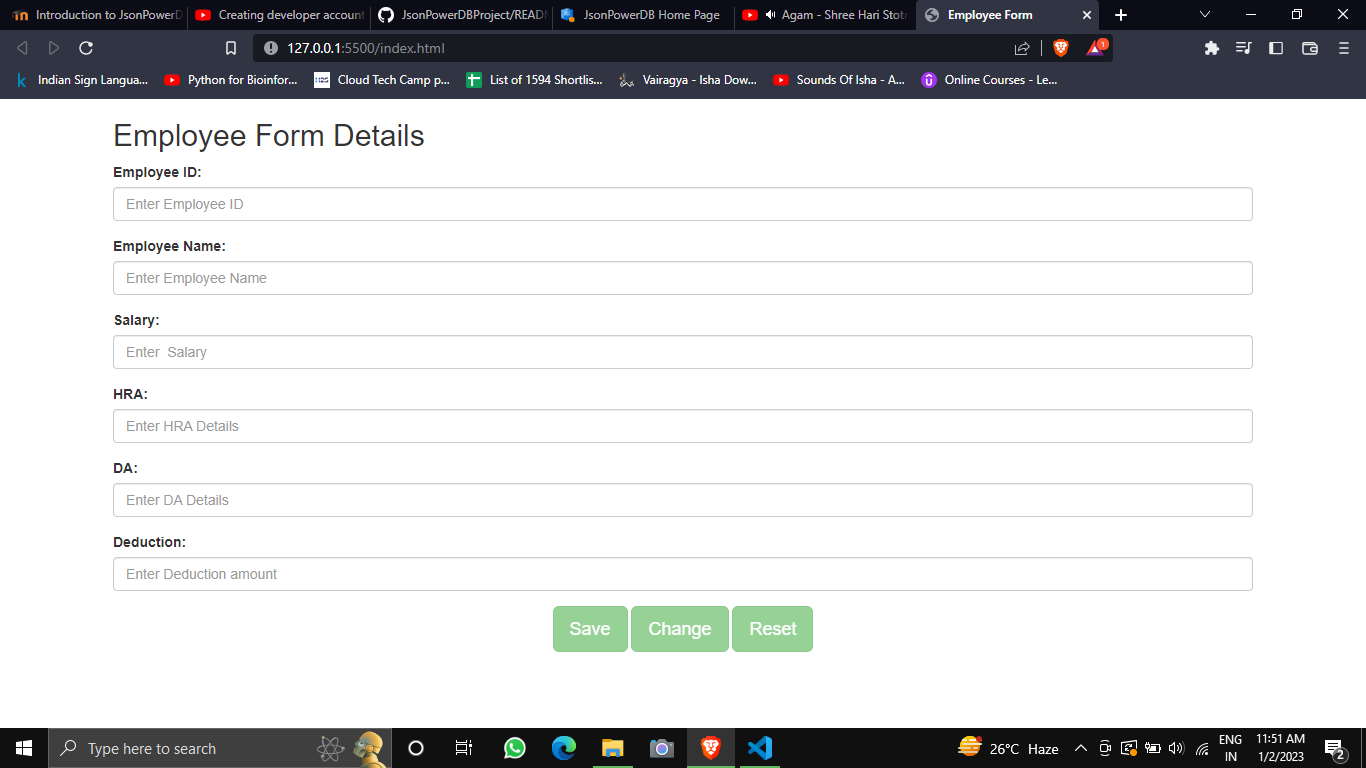 Introduction to JsonPowerD
Creating developer account
JsonPowerDBProject/READ
JsonPowerDB Home Page
Agam - Shree Hari Stot
Employee Form
127.0.0.1:5500/index.html
1
Indian Sign Langua...
Python for Bioinfor...
Cloud Tech Camp p...
List of 1594 Shortlis...
Vairagya - Isha Dow...
Sounds Of Isha - A...
Online Courses - Le...
Employee Form Details
Employee ID:
Enter Employee ID
Employee Name:
Enter Employee Name
Salary:
Enter  Salary
HRA:
Enter HRA Details
DA:
Enter DA Details
Deduction:
Enter Deduction amount
Save Change Reset
Type here to search
26°C Haze
ENG
IN
11:51 AM
1/2/2023
2